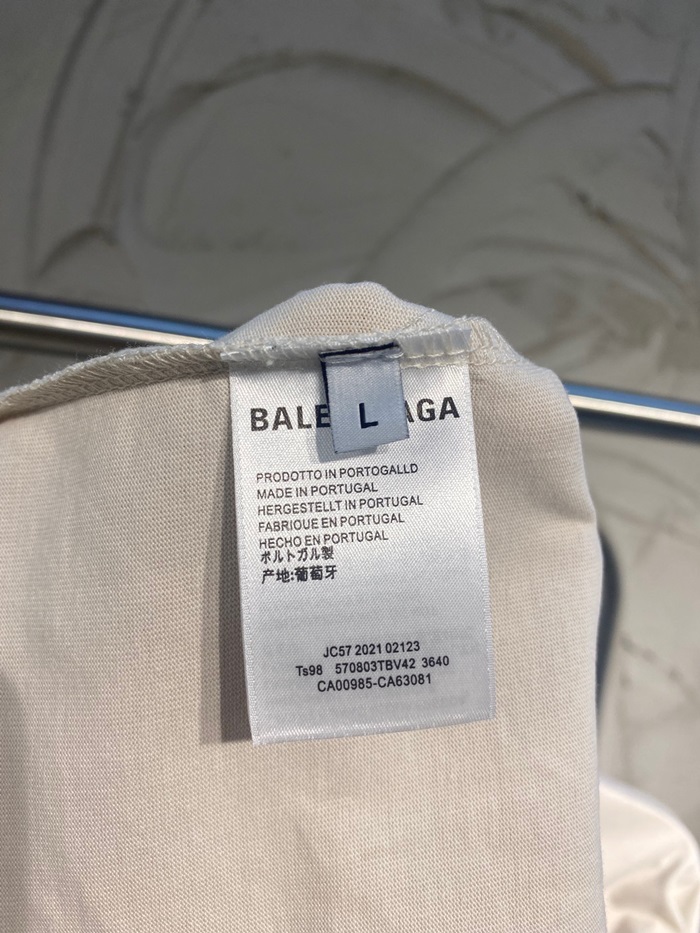 BALE AGA
L
PRODOTTO IN PORTOGALLD
MADE IN PORTUGAL
HERGESTELLT IN PORTUGAL
FABRIQUE EN PORTUGAL
HECHO EN PORTUGAL
ポルトガル製
产地:葡萄牙
JC57 2021 02123
Ts98 570803TBV42 3640
CA00985-CA63081